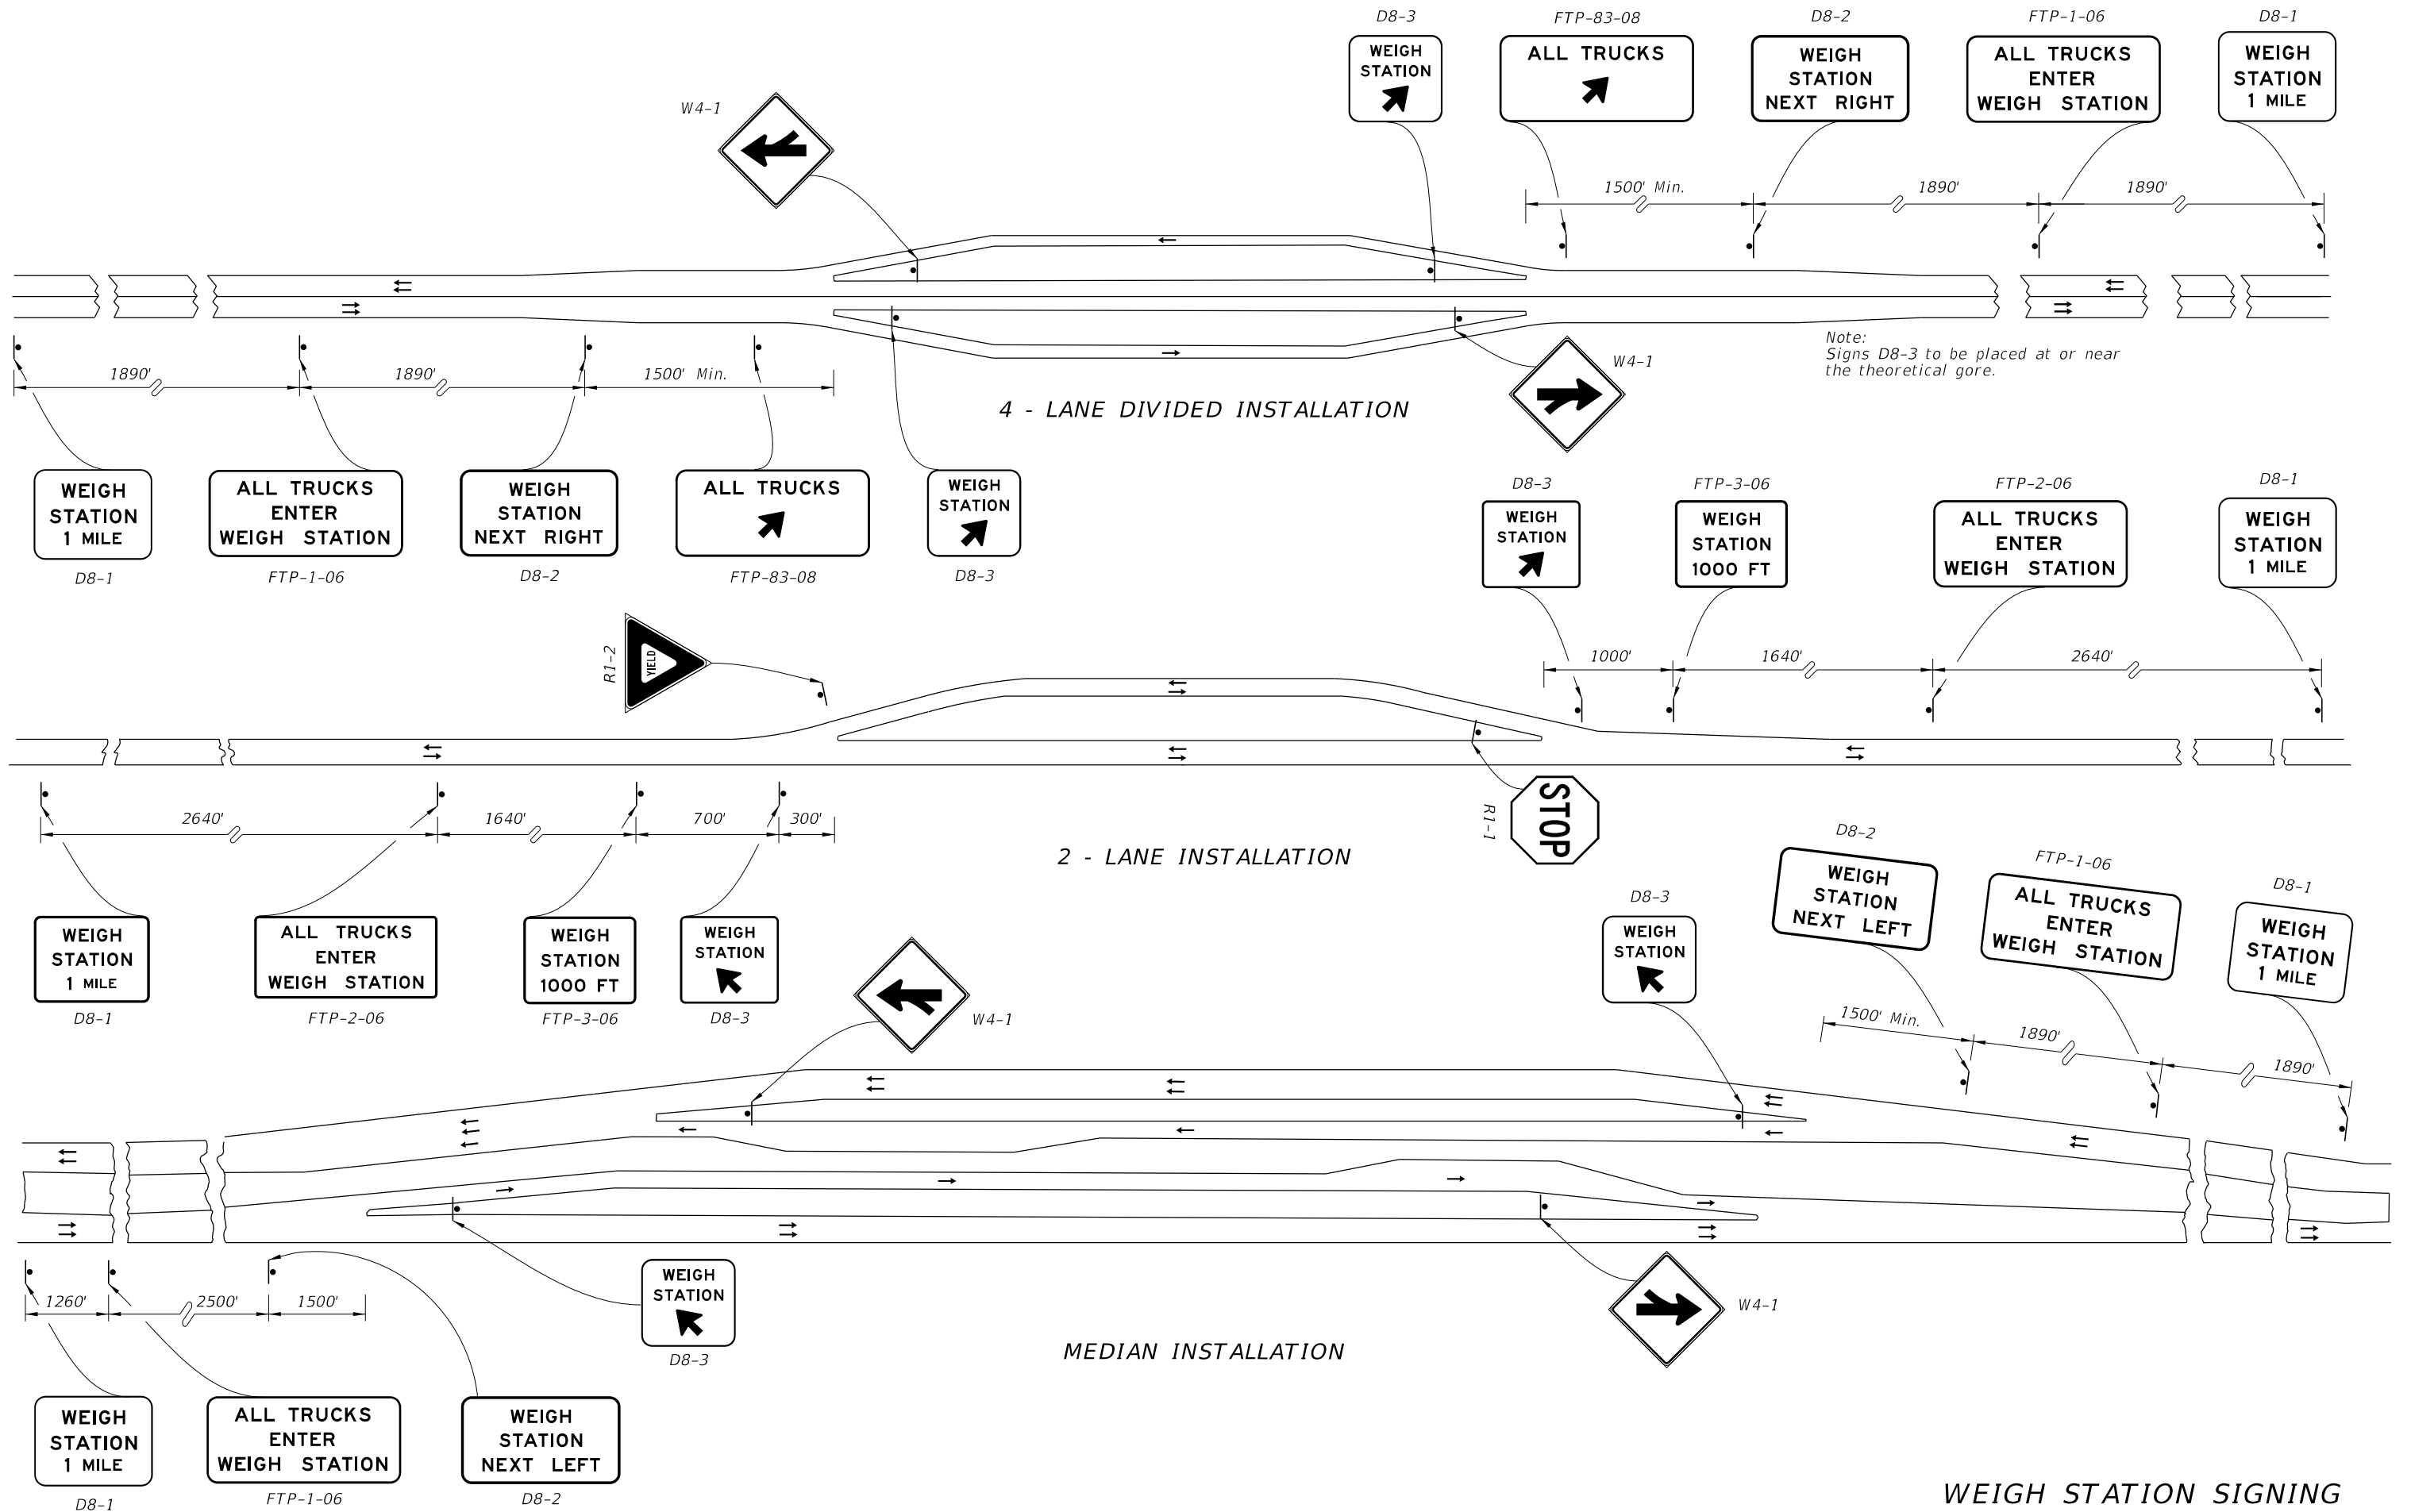 D8-3
WEIGH
STATION
FTP-83-08
ALL TRUCKS
D8-2
WEIGH
STATION
NEXT RIGHT
FTP-1-06
ALL TRUCKS
ENTER
WEIGH STATION
D8-1
WEIGH
STATION
1 MILE
W4-1
1500' Min.
1890'
1890'
Note:
Signs D8-3 to be placed at or near
the theoretical gore.
1890'
1890'
1500' Min.
W4-1
4 - LANE DIVIDED INSTALLATION
WEIGH
STATION
1 MILE
D8-1
ALL TRUCKS
ENTER
WEIGH STATION
FTP-1-06
WEIGH
STATION
NEXT RIGHT
D8-2
ALL TRUCKS
FTP-83-08
WEIGH
STATION
D8-3
D8-3
WEIGH
STATION
FTP-3-06
WEIGH
STATION
1000 FT
FTP-2-06
ALL TRUCKS
ENTER
WEIGH STATION
D8-1
WEIGH
STATION
1 MILE
R1-2
YIELD
1000'
1640'
2640'
2640'
1640'
700'
300'
R1-1
STOP
2 - LANE INSTALLATION
WEIGH
STATION
1 MILE
D8-1
ALL TRUCKS
ENTER
WEIGH STATION
FTP-2-06
WEIGH
STATION
1000 FT
FTP-3-06
WEIGH
STATION
D8-3
W4-1
D8-3
WEIGH
STATION
D8-2
WEIGH
STATION
NEXT LEFT
FTP-1-06
ALL TRUCKS
ENTER
WEIGH STATION
D8-1
WEIGH
STATION
1 MILE
1500' Min.
1890'
1890'
1260'
2500'
1500'
WEIGH
STATION
D8-3
W4-1
MEDIAN INSTALLATION
WEIGH
STATION
1 MILE
D8-1
ALL TRUCKS
ENTER
WEIGH STATION
FTP-1-06
WEIGH
STATION
NEXT LEFT
D8-2
WEIGH STATION SIGNING